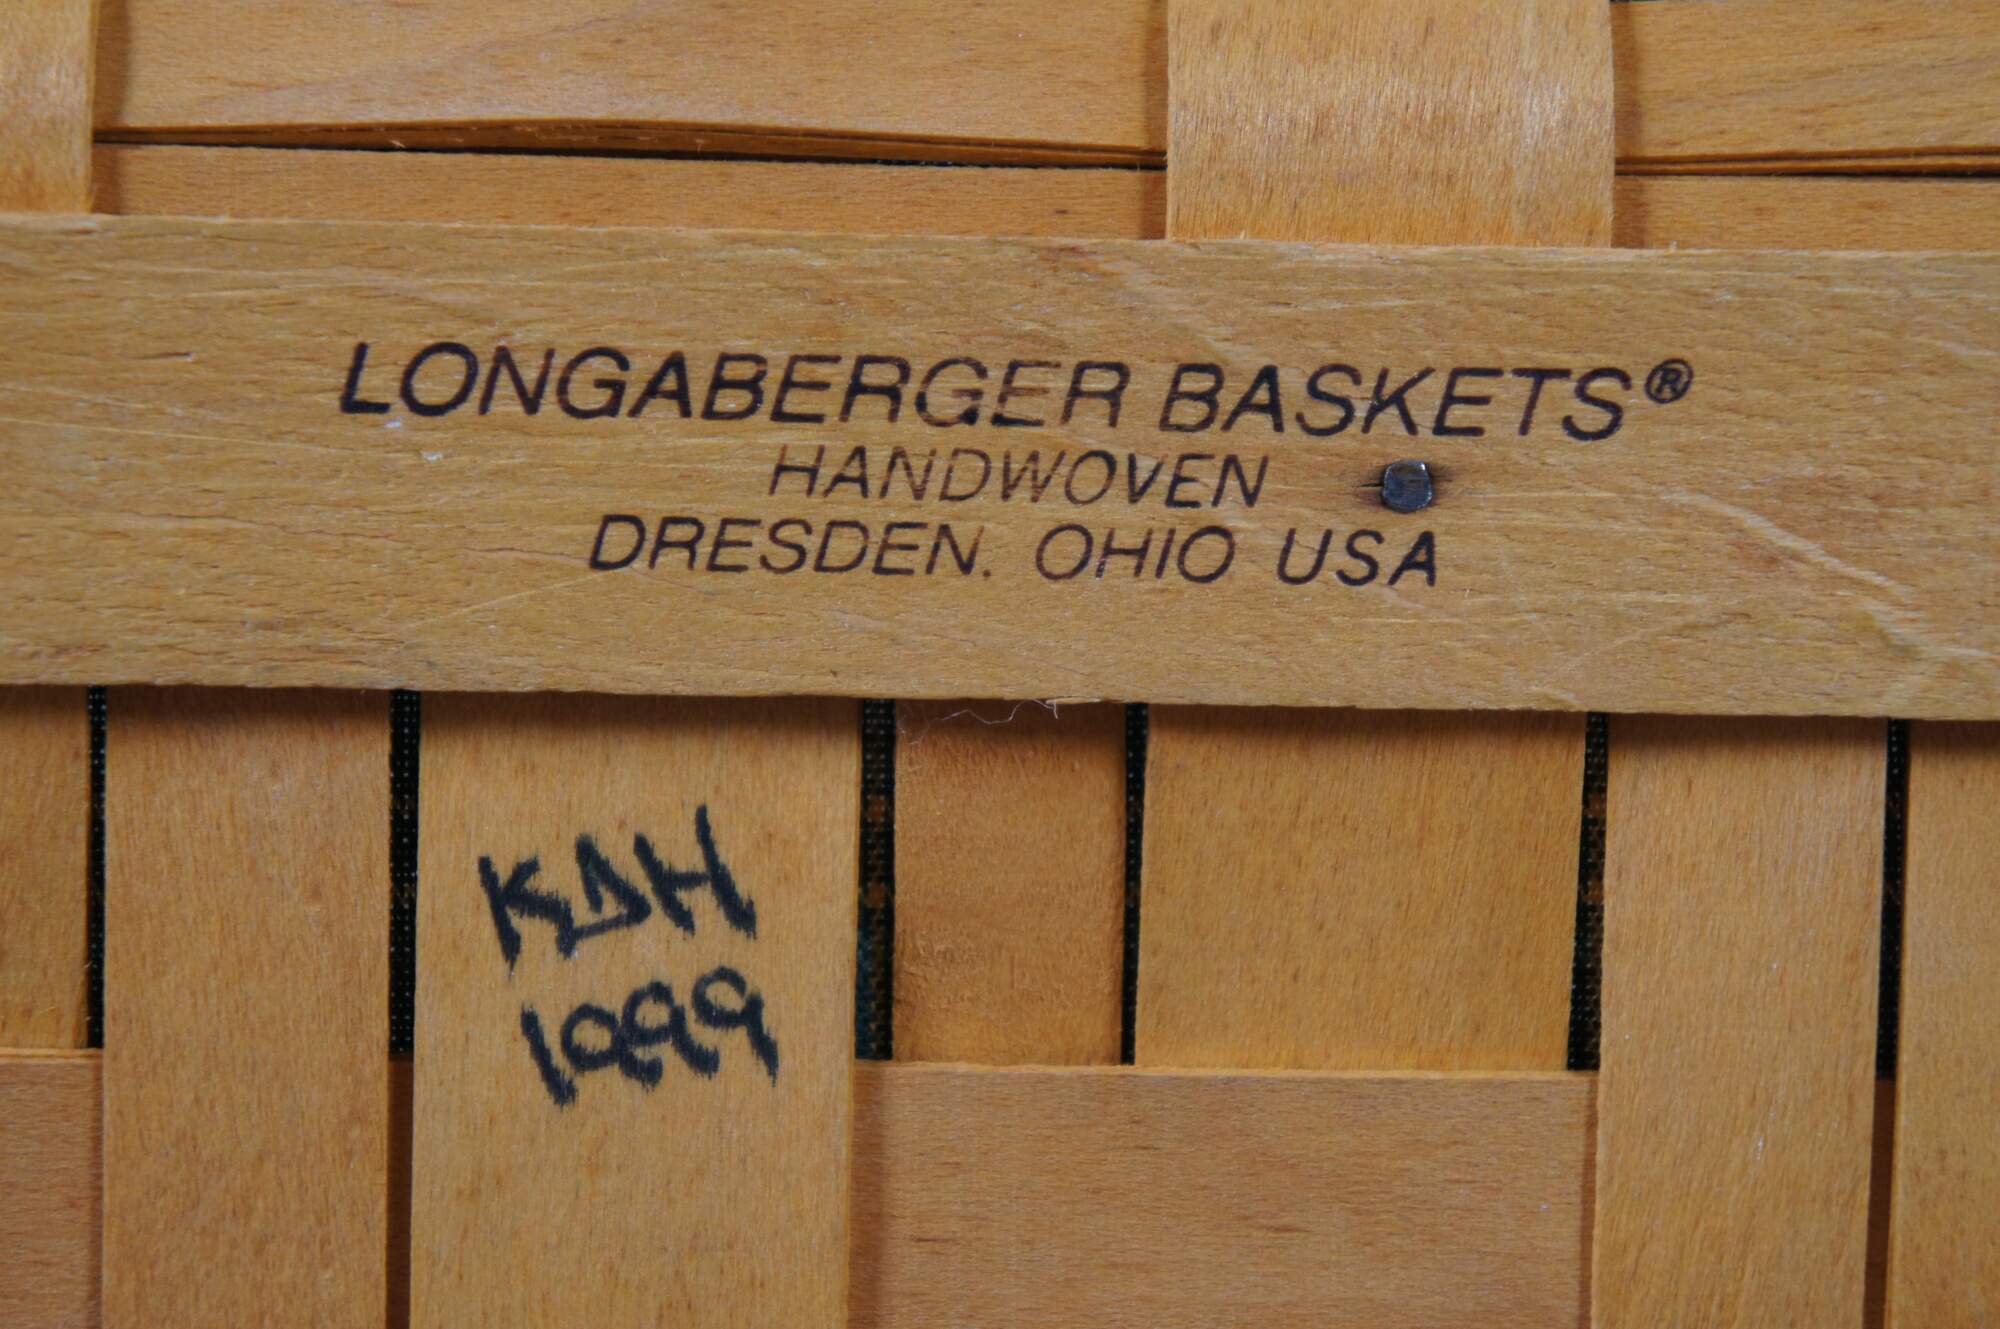 LONGABERGER BASKETS®
HANDWOVEN
DRESDEN. OHIO USA
KDH
1999